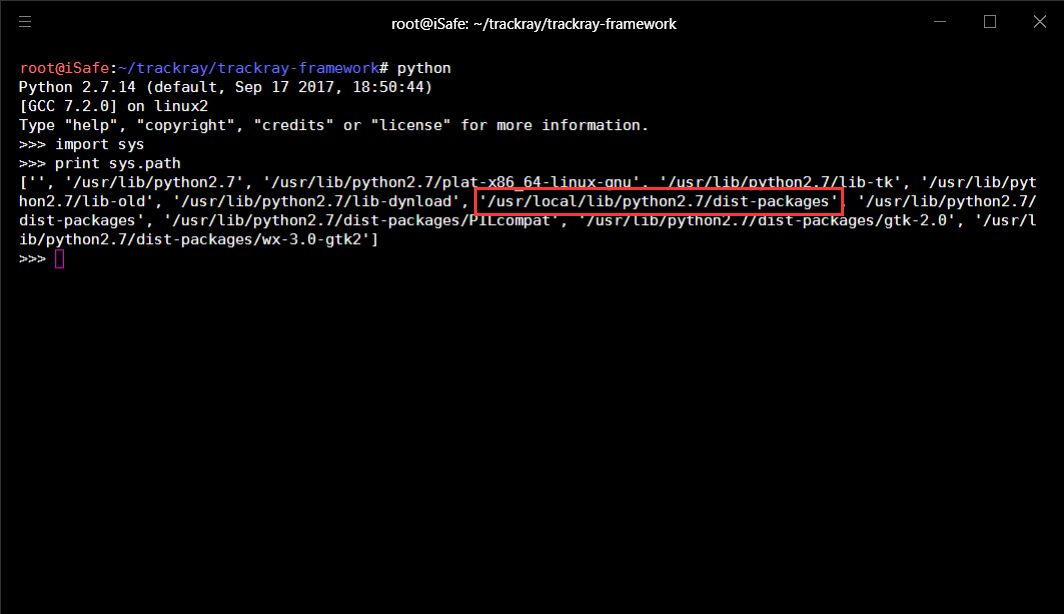 root@iSafe: ~/trackray/trackray-framework
root@iSafe:~/trackray/trackray-framework# python
Python 2.7.14 (default, Sep 17 2017, 18:50:44)
[GCC 7.2.0] on linux2
Type "help", "copyright", "credits" or "license" for more information.
>>> import sys
>>> print sys.path
['', '/usr/lib/python2.7', '/usr/lib/python2.7/plat-x86_64-linux-gnu', '/usr/lib/python2.7/lib-tk', '/usr/lib/pyt
hon2.7/lib-old', '/usr/lib/python2.7/lib-dynload', '/usr/local/lib/python2.7/dist-packages', '/usr/lib/python2.7/
dist-packages', '/usr/lib/python2.7/dist-packages/PILcompat', '/usr/lib/python2.7/dist-packages/gtk-2.0', '/usr/l
ib/python2.7/dist-packages/wx-3.0-gtk2']
>>>